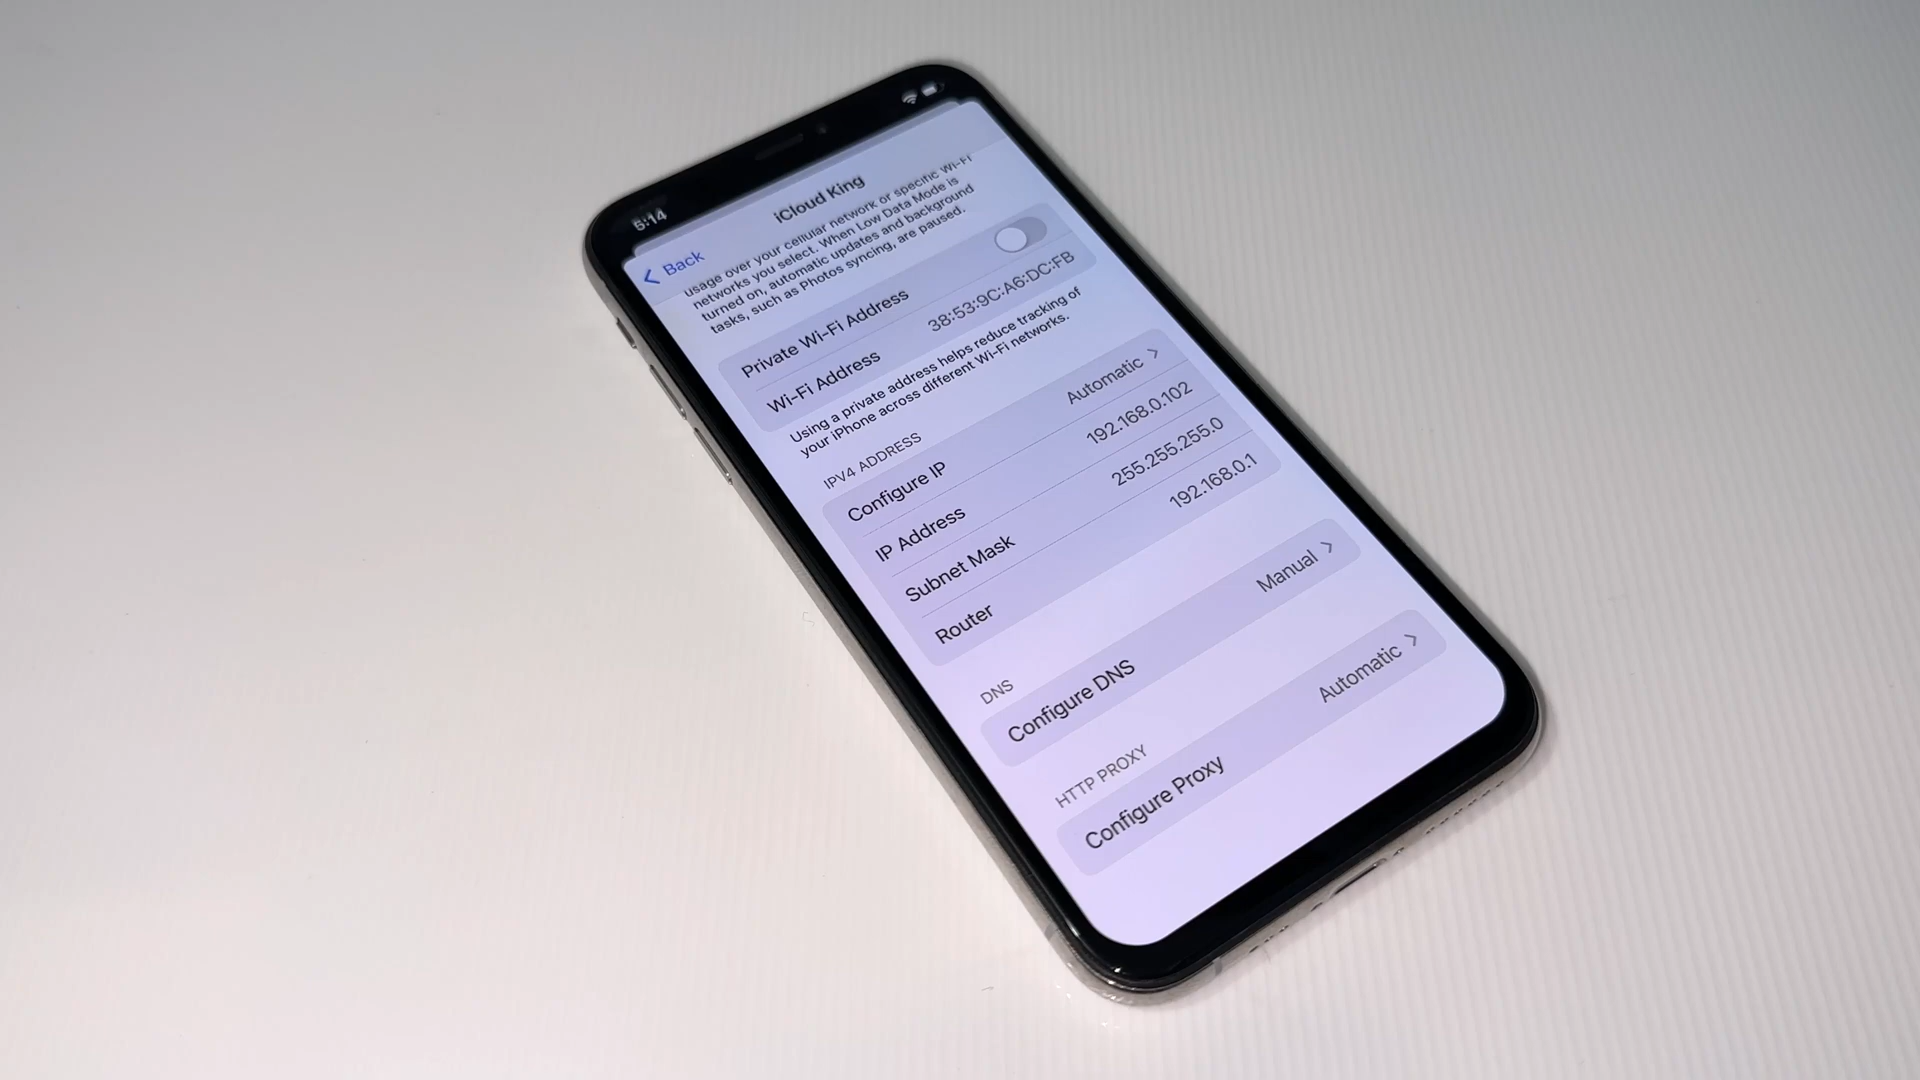 5:14
iCloud King
Back
usage over your cellular network or specific Wi-Fi
networks you select. When Low Data Mode is
turned on, automatic updates and background
tasks, such as Photos syncing, are paused.
Private Wi-Fi Address
Wi-Fi Address 38:53:9C:A6:DC:FB
Using a private address helps reduce tracking of
your iPhone across different Wi-Fi networks.
IPV4 ADDRESS
Configure IP Automatic
IP Address 192.168.0.102
Subnet Mask 255.255.255.0
Router 192.168.0.1
DNS
Configure DNS Manual
HTTP PROXY
Configure Proxy Automatic